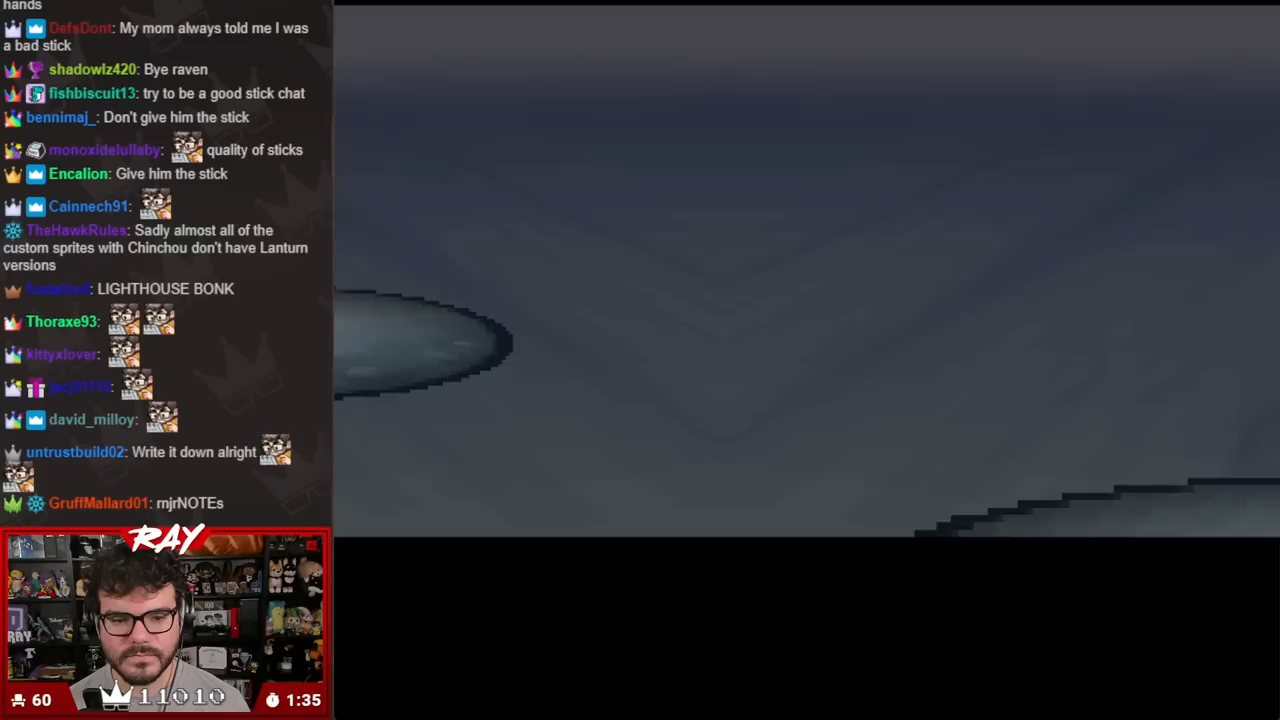 hands
DefsDont: My mom always told me I was
a bad stick
shadowlz420: Bye raven
fishbiscuit13: try to be a good stick chat
bennimaj_: Don't give him the stick
monoxidelullaby: quality of sticks
Encalion: Give him the stick
Cainnech91:
TheHawkRules: Sadly almost all of the
custom sprites with Chinchou don't have Lanturn
versions
LIGHTHOUSE BONK
Thoraxe93:
kittyxlover:
david_milloy:
untrustbuild02: Write it down alright
GruffMallard01: rnjrNOTEs
RAY
60
11010
1:35